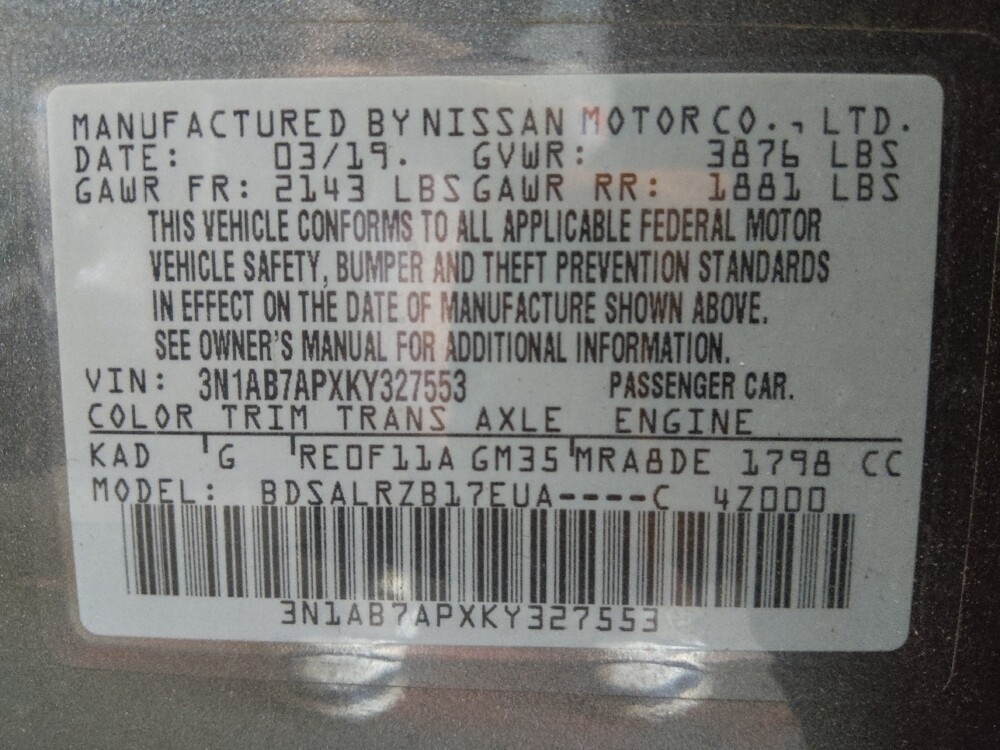 MANUFACTURED BY NISSAN MOTOR CO., LTD.
DATE: 03/19. GVWR: 3876 LBS
GAWR FR: 2143 LBS GAWR RR: 1881 LBS
THIS VEHICLE CONFORMS TO ALL APPLICABLE FEDERAL MOTOR
VEHICLE SAFETY, BUMPER AND THEFT PREVENTION STANDARDS
IN EFFECT ON THE DATE OF MANUFACTURE SHOWN ABOVE.
SEE OWNER'S MANUAL FOR ADDITIONAL INFORMATION.
VIN: 3N1AB7APXKY327553 PASSENGER CAR.
COLOR TRIM TRANS AXLE ENGINE
KAD G RE0F11A GM35 MRA8DE 1798 CC
MODEL: BDSALRZB17EUA----C 4Z000
3N1AB7APXKY327553